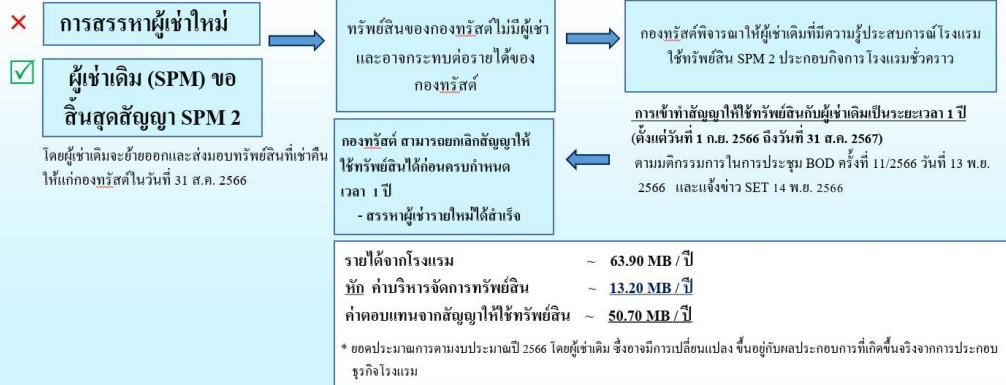 การสรรหาผู้เช่าใหม่
ผู้เช่าเดิม (SPM) ขอ
สิ้นสุดสัญญา SPM 2
โดยผู้เช่าเดิมจะย้ายออกและส่งมอบทรัพย์สินที่เช่าคืน
ให้แก่กองทรัสต์ในวันที่ 31 ส.ค. 2566
ทรัพย์สินของกองทรัสต์ไม่มีผู้เช่า
และอาจกระทบต่อรายได้ของ
กองทรัสต์
กองทรัสต์พิจารณาให้ผู้เช่าเดิมที่มีความรู้ประสบการณ์โรงแรม
ใช้ทรัพย์สิน SPM 2 ประกอบกิจการโรงแรมชั่วคราว
การเข้าทำสัญญาให้ใช้ทรัพย์สินกับผู้เช่าเดิมเป็นระยะเวลา 1 ปี
(ตั้งแต่วันที่ 1 ก.ย. 2566 ถึงวันที่ 31 ส.ค. 2567)
ตามมติกรรมการในการประชุม BOD ครั้งที่ 11/2566 วันที่ 13 พ.ย.
2566 และแจ้งข่าว SET 14 พ.ย. 2566
กองทรัสต์ สามารถยกเลิกสัญญาให้
ใช้ทรัพย์สินได้ก่อนครบกำหนด
เวลา 1 ปี
- สรรหาผู้เช่ารายใหม่ได้สำเร็จ
รายได้จากโรงแรม ~ 63.90 MB / ปี
หัก ค่าบริหารจัดการทรัพย์สิน ~ 13.20 MB / ปี
ค่าตอบแทนจากสัญญาให้ใช้ทรัพย์สิน ~ 50.70 MB / ปี
* ยอดประมาณการตามงบประมาณปี 2566 โดยผู้เช่าเดิม ซึ่งอาจมีการเปลี่ยนแปลง ขึ้นอยู่กับผลประกอบการที่เกิดขึ้นจริงจากการประกอบ
ธุรกิจโรงแรม